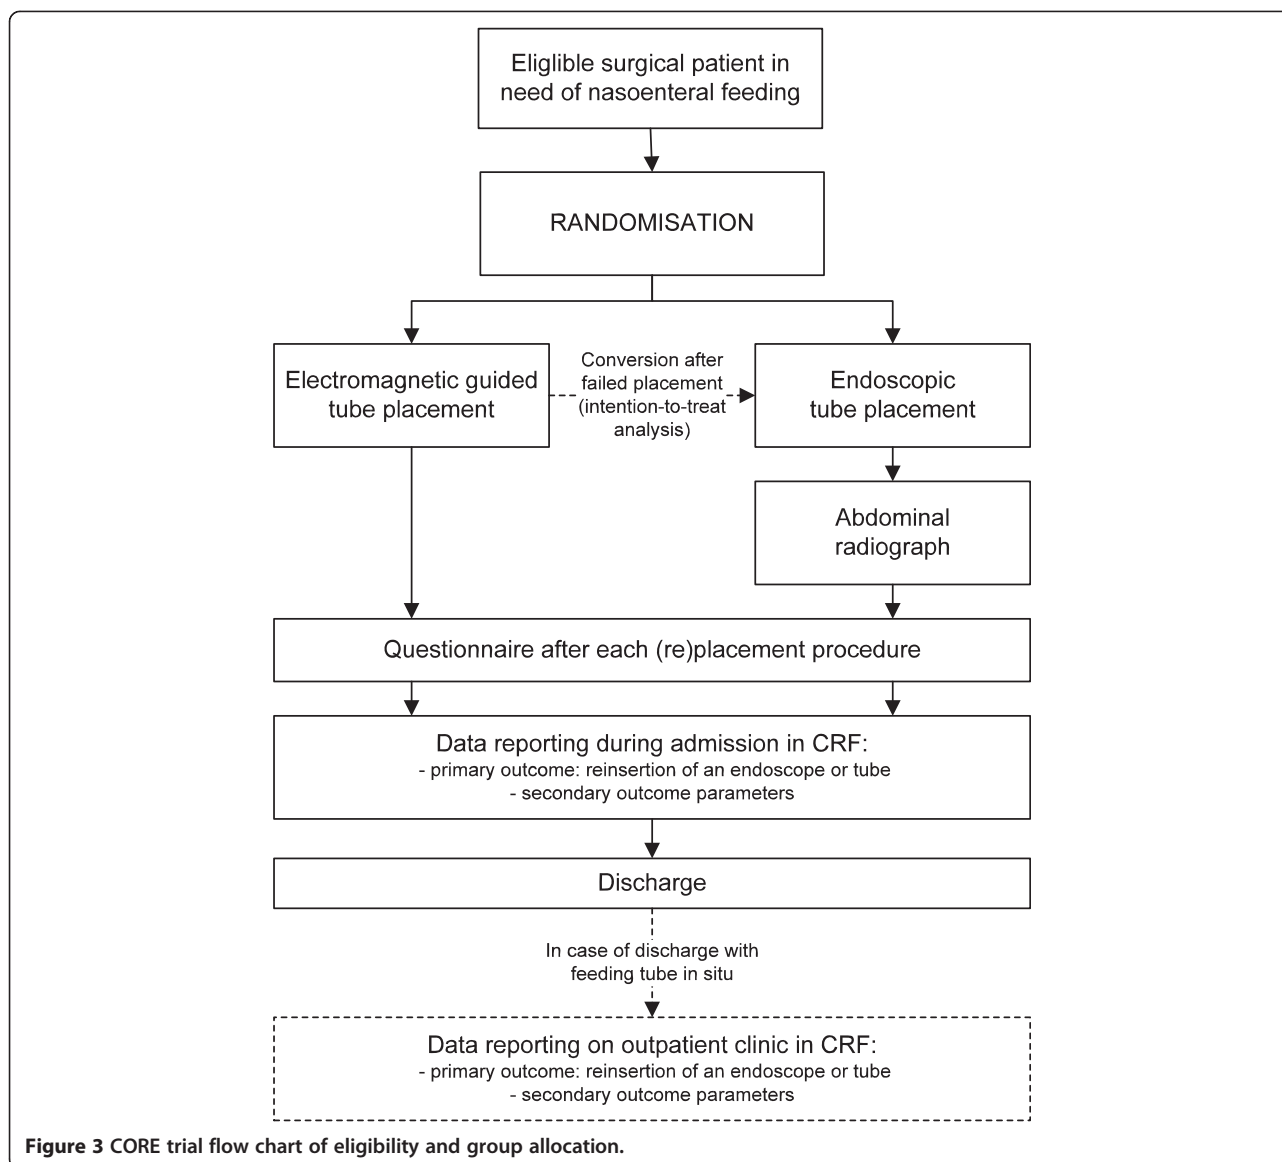 Eliglible surgical patient in
need of nasoenteral feeding
RANDOMISATION
Electromagnetic guided
tube placement
Conversion after
failed placement
(intention-to-treat
analysis)
Endoscopic
tube placement
Abdominal
radiograph
Questionnaire after each (re)placement procedure
Data reporting during admission in CRF:
- primary outcome: reinsertion of an endoscope or tube
- secondary outcome parameters
Discharge
In case of discharge with
feeding tube in situ
Data reporting on outpatient clinic in CRF:
- primary outcome: reinsertion of an endoscope or tube
- secondary outcome parameters
Figure 3 CORE trial flow chart of eligibility and group allocation.